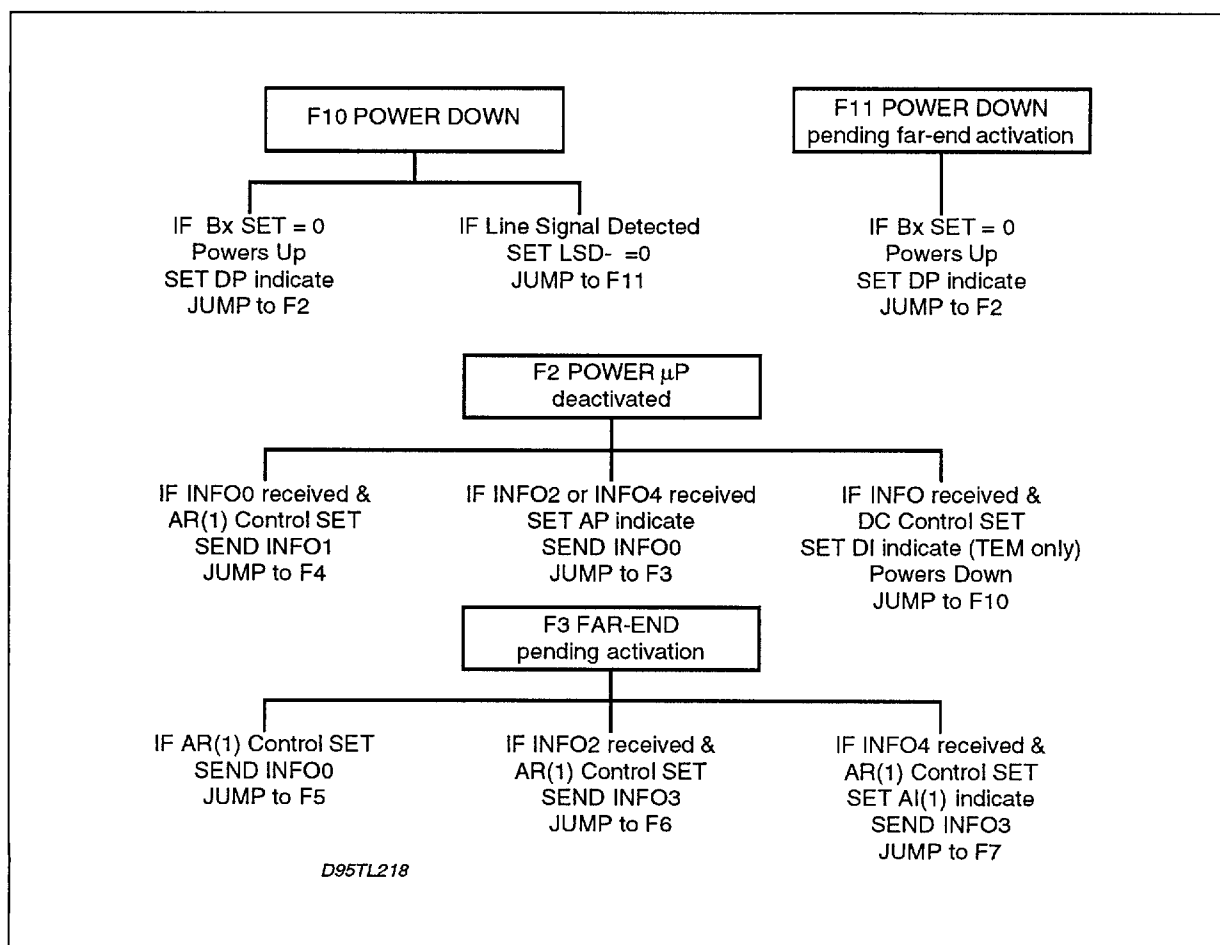 F10 POWER DOWN
F11 POWER DOWN
pending far-end activation
IF Bx SET = 0
Powers Up
SET DP indicate
JUMP to F2
IF Line Signal Detected
SET LSD- =0
JUMP to F11
IF Bx SET = 0
Powers Up
SET DP indicate
JUMP to F2
F2 POWER μP
deactivated
IF INFO0 received &
AR(1) Control SET
SEND INFO1
JUMP to F4
IF INFO2 or INFO4 received
SET AP indicate
SEND INFO0
JUMP to F3
IF INFO received &
DC Control SET
SET DI indicate (TEM only)
Powers Down
JUMP to F10
F3 FAR-END
pending activation
IF AR(1) Control SET
SEND INFO0
JUMP to F5
IF INFO2 received &
AR(1) Control SET
SEND INFO3
JUMP to F6
IF INFO4 received &
AR(1) Control SET
SET AI(1) indicate
SEND INFO3
JUMP to F7
D95TL218